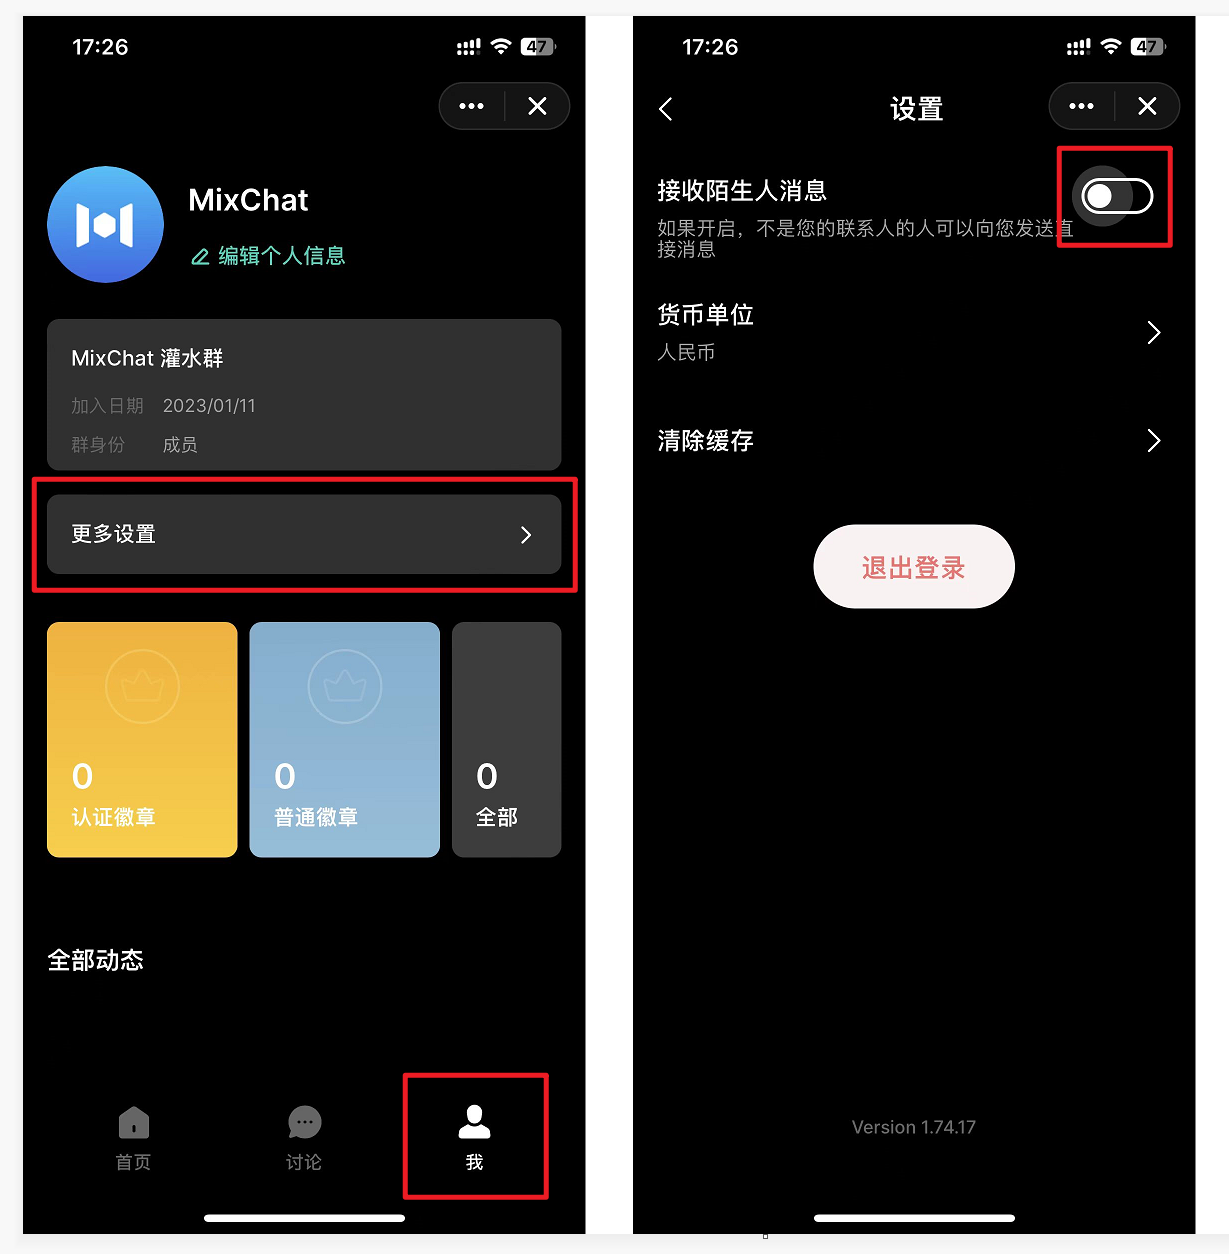 17:26
47
MixChat
编辑个人信息
MixChat 灌水群
加入日期 2023/01/11
群身份 成员
更多设置
0
认证徽章
0
普通徽章
0
全部
全部动态
首页
讨论
我
17:26
47
设置
接收陌生人消息
如果开启，不是您的联系人的人可以向您发送直
接消息
货币单位
人民币
清除缓存
退出登录
Version 1.74.17